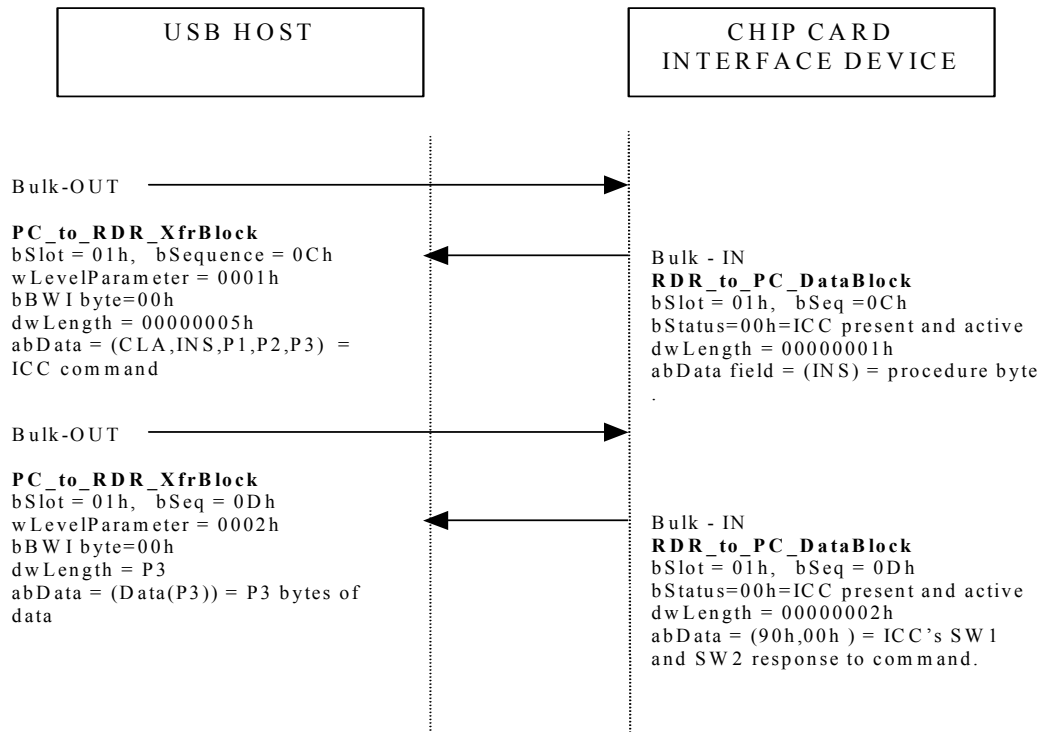 USB HOST
CHIP CARD
INTERFACE DEVICE
Bulk-OUT
PC_to_RDR_XfrBlock
bSlot = 01h, bSequence = 0Ch
wLevelParameter = 0001h
bBWI byte=00h
dwLength = 00000005h
abData = (CLA,INS,P1,P2,P3) =
ICC command
Bulk - IN
RDR_to_PC_DataBlock
bSlot = 01h, bSeq =0Ch
bStatus=00h=ICC present and active
dwLength = 00000001h
abData field = (INS) = procedure byte
.
Bulk-OUT
PC_to_RDR_XfrBlock
bSlot = 01h, bSeq = 0Dh
wLevelParameter = 0002h
bBWI byte=00h
dwLength = P3
abData = (Data(P3)) = P3 bytes of
data
Bulk - IN
RDR_to_PC_DataBlock
bSlot = 01h, bSeq = 0Dh
bStatus=00h=ICC present and active
dwLength = 00000002h
abData = (90h,00h ) = ICC's SW1
and SW2 response to command.